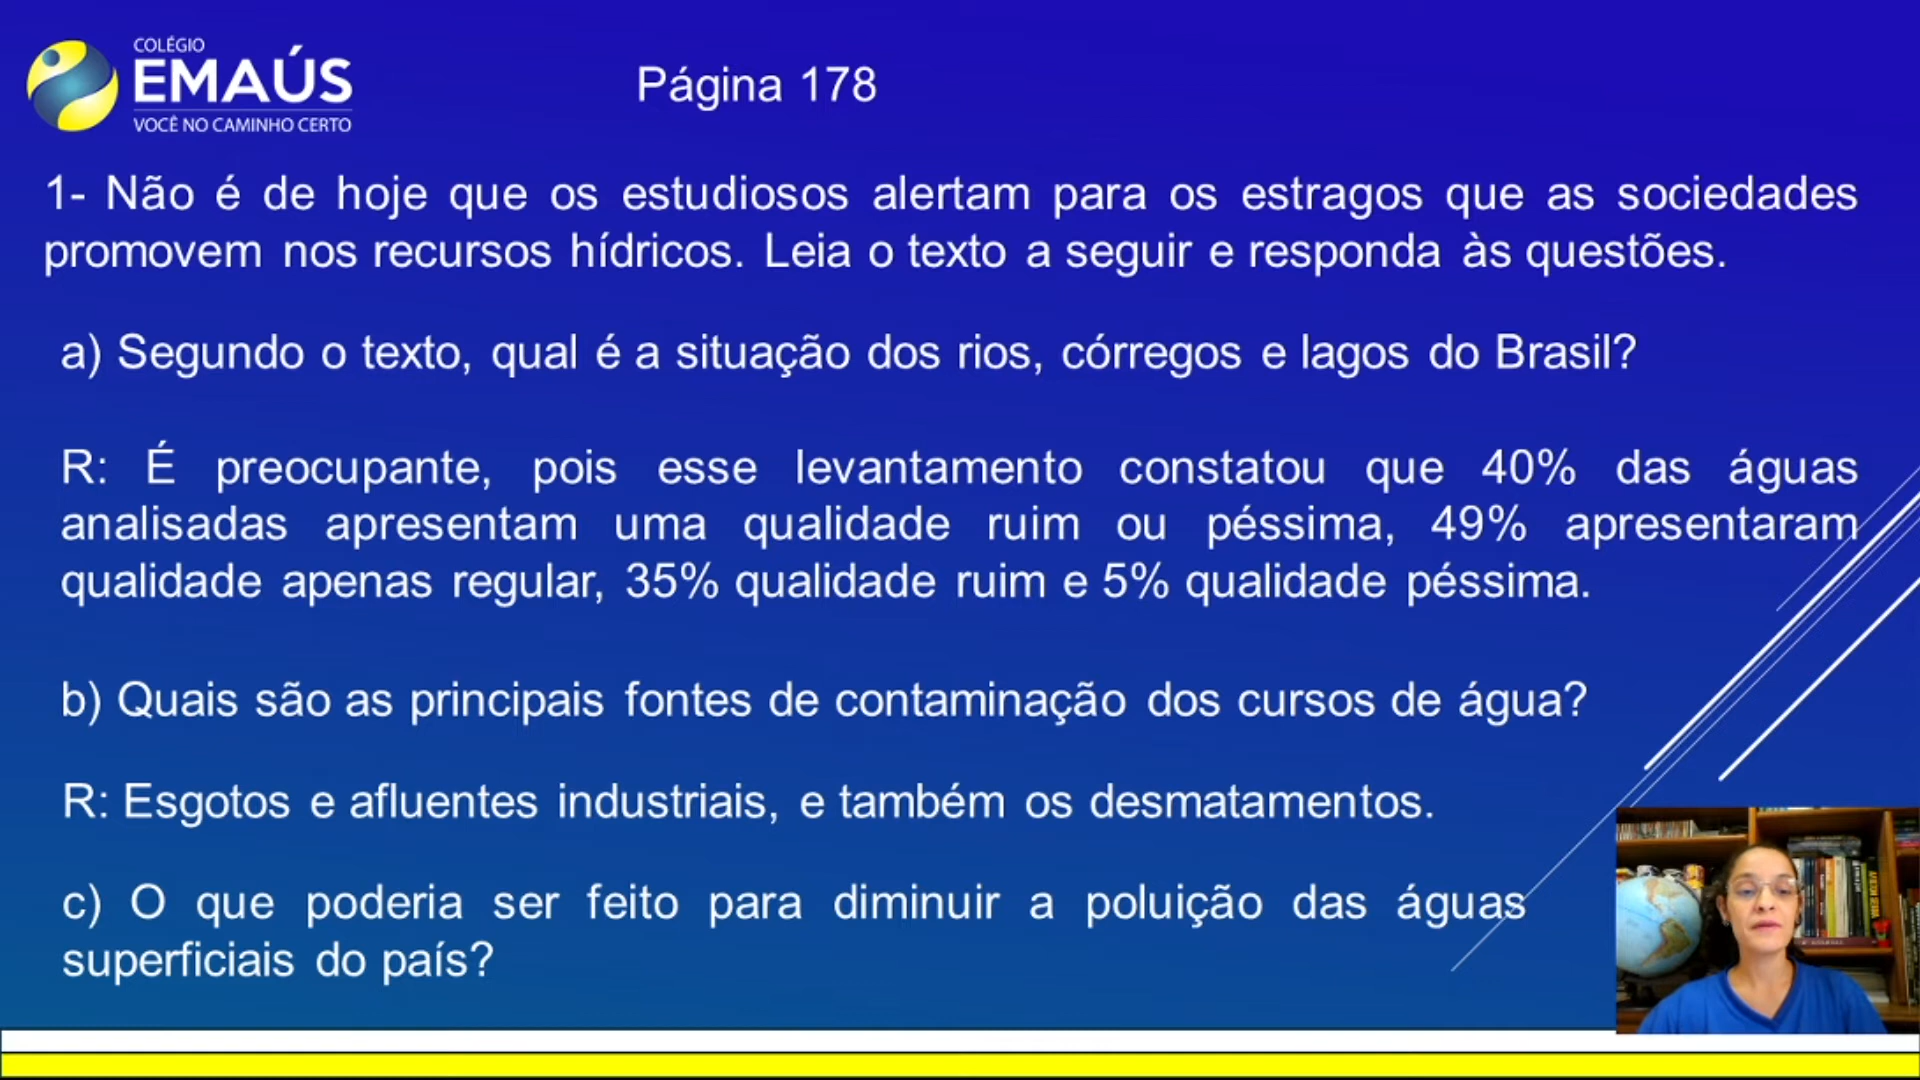 COLÉGIO
EMAÚS
VOCÊ NO CAMINHO CERTO
Página 178
1- Não é de hoje que os estudiosos alertam para os estragos que as sociedades
promovem nos recursos hídricos. Leia o texto a seguir e responda às questões.
a) Segundo o texto, qual é a situação dos rios, córregos e lagos do Brasil?
R: É preocupante, pois esse levantamento constatou que 40% das águas
analisadas apresentam uma qualidade ruim ou péssima, 49% apresentaram
qualidade apenas regular, 35% qualidade ruim e 5% qualidade péssima.
b) Quais são as principais fontes de contaminação dos cursos de água?
R: Esgotos e afluentes industriais, e também os desmatamentos.
c) O que poderia ser feito para diminuir a poluição das águas
superficiais do país?